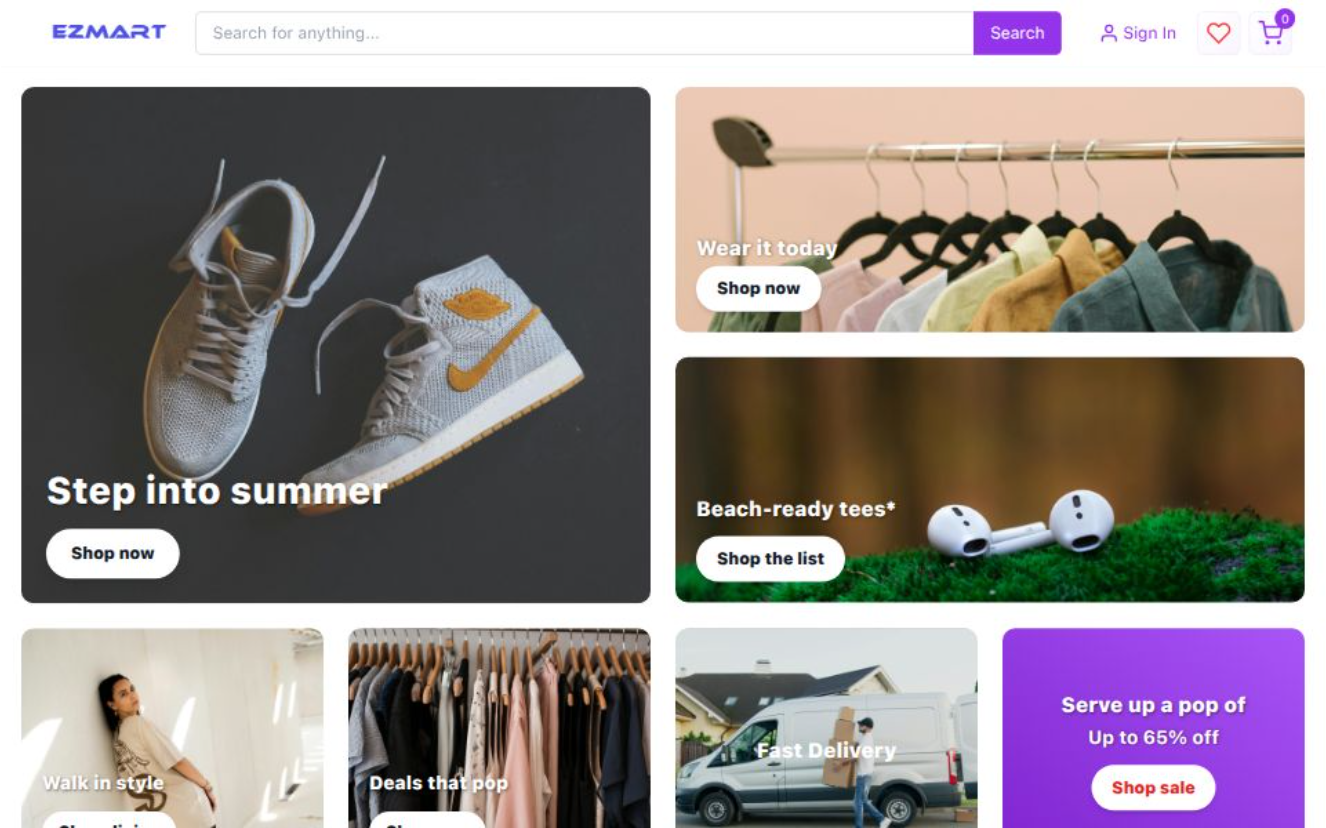 EZMART
Search for anything...
Search
Sign In
0
Wear it today
Shop now
Step into summer
Shop now
Beach-ready tees*
Shop the list
Walk in style
Deals that pop
Fast Delivery
Serve up a pop of
Up to 65% off
Shop sale